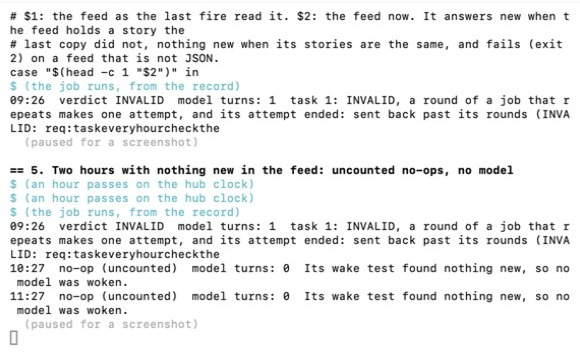 # $1: the feed as the last fire read it. $2: the feed now. It answers new when t
he feed holds a story the
# last copy did not, nothing new when its stories are the same, and fails (exit
2) on a feed that is not JSON.
case "$(head -c 1 "$2")" in
$ (the job runs, from the record)
09:26  verdict INVALID  model turns: 1  task 1: INVALID, a round of a job that r
epeats makes one attempt, and its attempt ended: sent back past its rounds (INVA
LID: req:taskeveryhourcheckthe
  (paused for a screenshot)
== 5. Two hours with nothing new in the feed: uncounted no-ops, no model
$ (an hour passes on the hub clock)
$ (an hour passes on the hub clock)
$ (the job runs, from the record)
09:26  verdict INVALID  model turns: 1  task 1: INVALID, a round of a job that r
epeats makes one attempt, and its attempt ended: sent back past its rounds (INVA
LID: req:taskeveryhourcheckthe
10:27  no-op (uncounted)  model turns: 0  Its wake test found nothing new, so no
 model was woken.
11:27  no-op (uncounted)  model turns: 0  Its wake test found nothing new, so no
 model was woken.
  (paused for a screenshot)